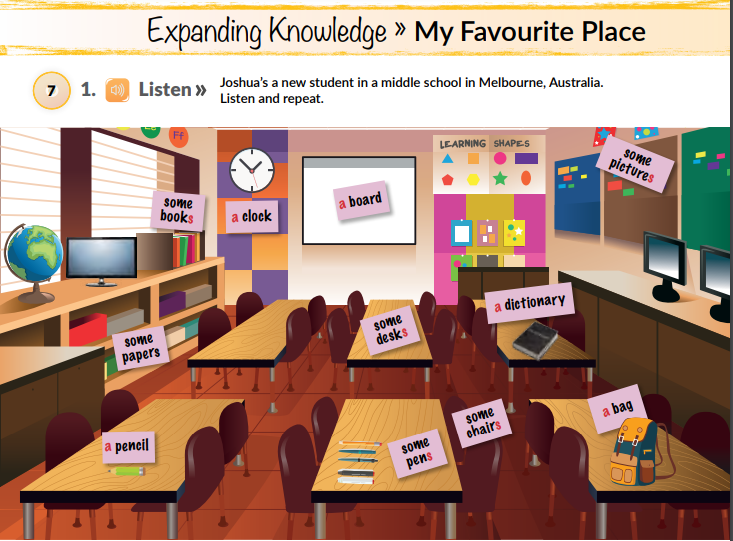 Expanding Knowledge » My Favourite Place
7 1. Listen »
Joshua's a new student in a middle school in Melbourne, Australia.
Listen and repeat.
Ff
LEARNING SHAPES
some
pictures
some
books
a clock
a board
a dictionary
some
desks
some
papers
a bag
some
chairs
a pencil
some
pens